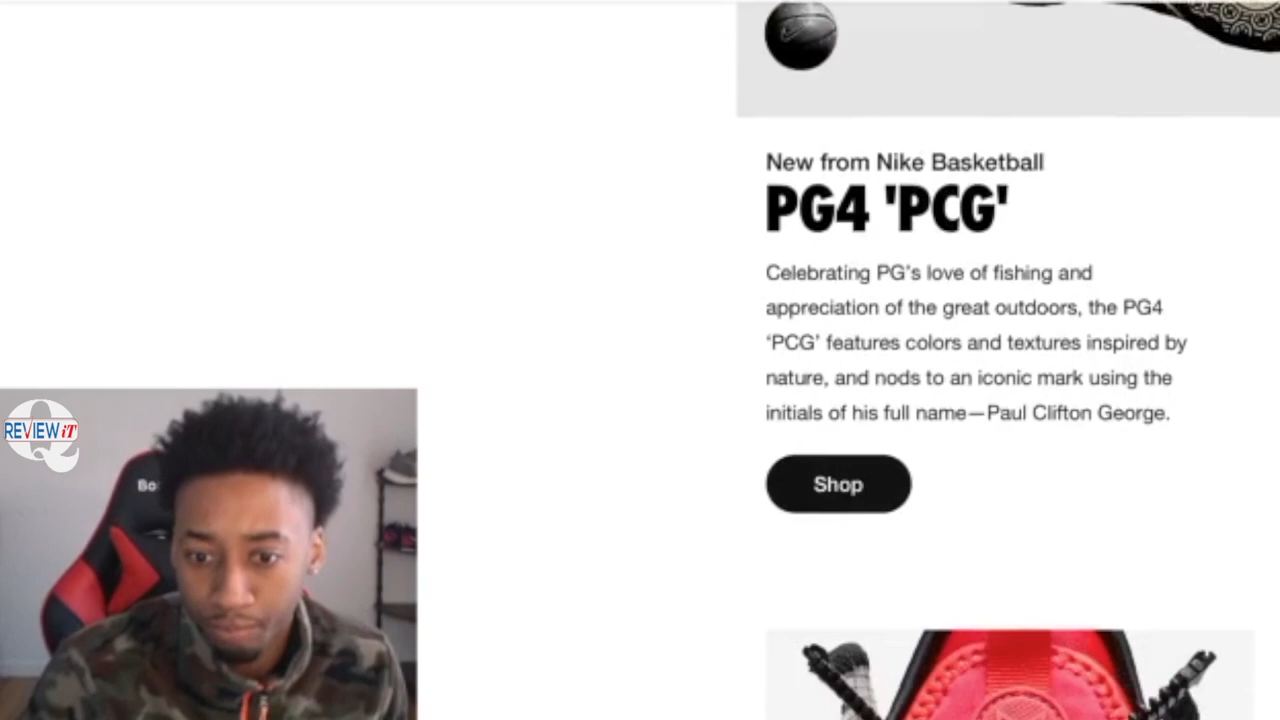 New from Nike Basketball
PG4 'PCG'
Celebrating PG's love of fishing and
appreciation of the great outdoors, the PG4
‘PCG’ features colors and textures inspired by
nature, and nods to an iconic mark using the
initials of his full name—Paul Clifton George.
Shop
REVIEW iT
Bo